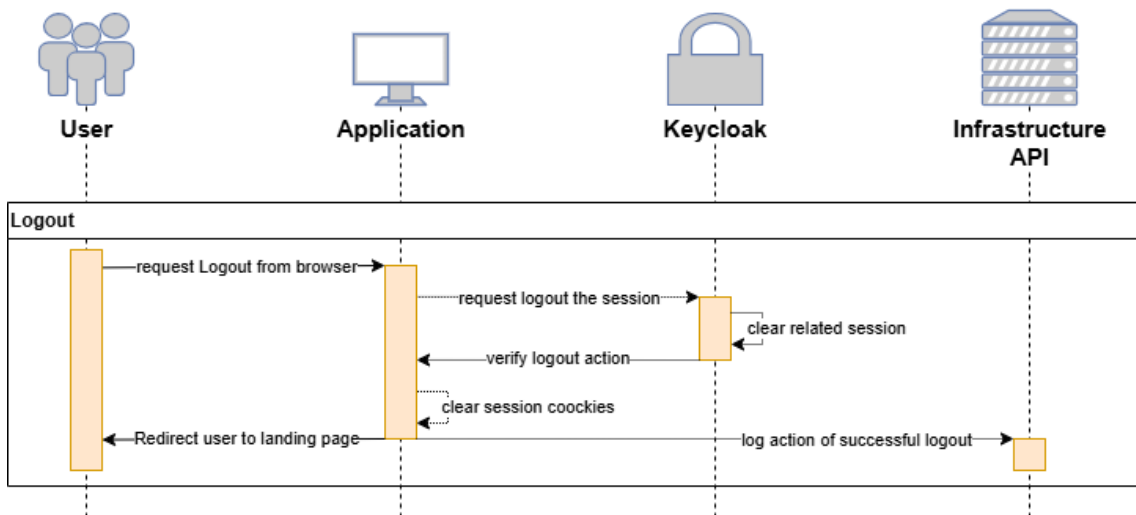 User
Application
Keycloak
Infrastructure
API
Logout
request Logout from browser
request logout the session
clear related session
verify logout action
clear session coockies
Redirect user to landing page
log action of successful logout